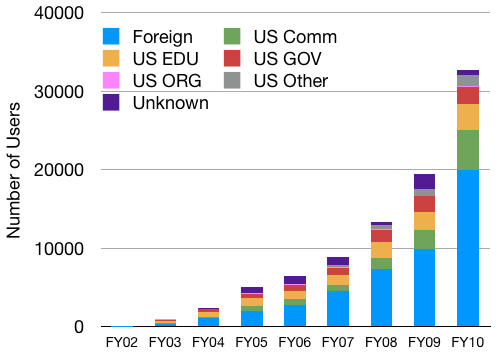 40000
Foreign US Comm
US EDU US GOV
US ORG US Other
Unknown
30000
20000
10000
0
Number of Users
FY02 FY03 FY04 FY05 FY06 FY07 FY08 FY09 FY10